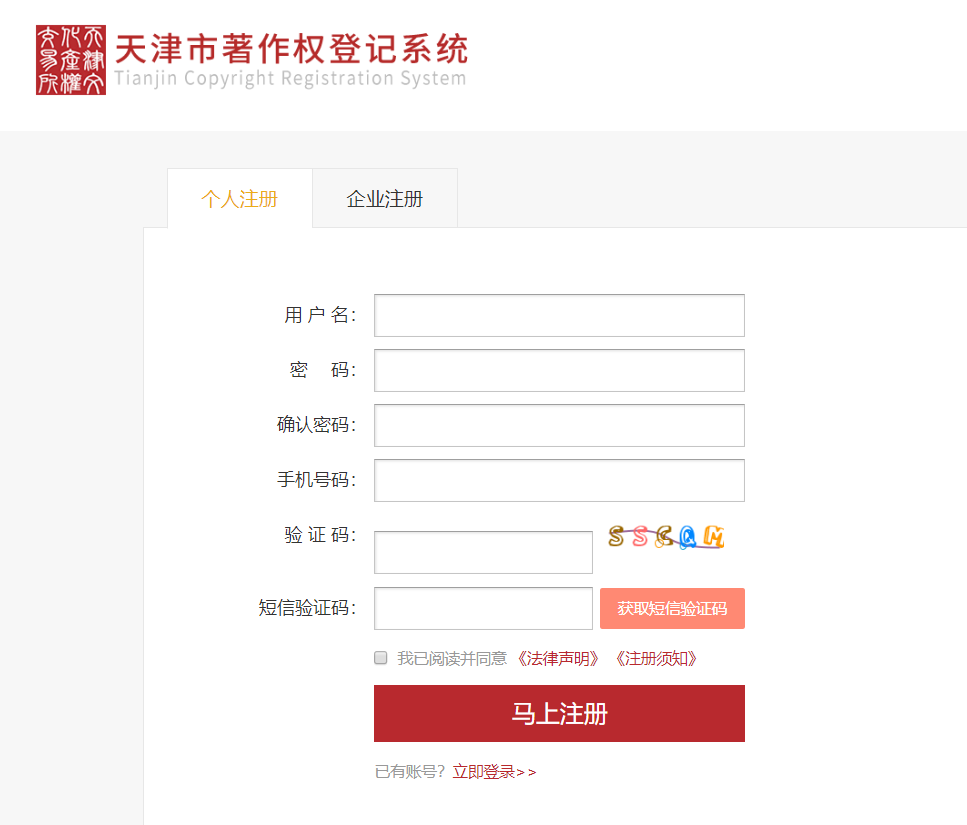 天津市著作权登记系统
Tianjin Copyright Registration System
个人注册 企业注册
用 户 名：
密 码：
确认密码：
手机号码：
验 证 码： SSCQM
短信验证码： 获取短信验证码
我已阅读并同意 《法律声明》 《注册须知》
马上注册
已有账号？ 立即登录>>